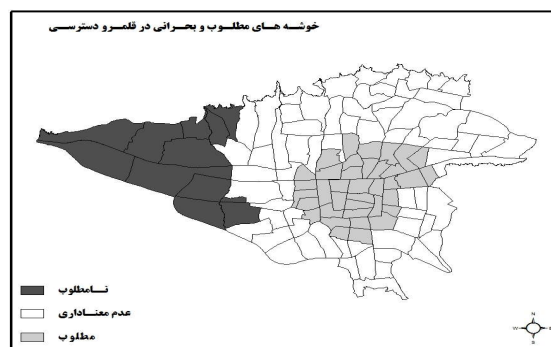 خوشه های مطلوب و بحرانی در قلمرو دسترسی
نامطلوب
عدم معناداری
مطلوب
N
W E
S